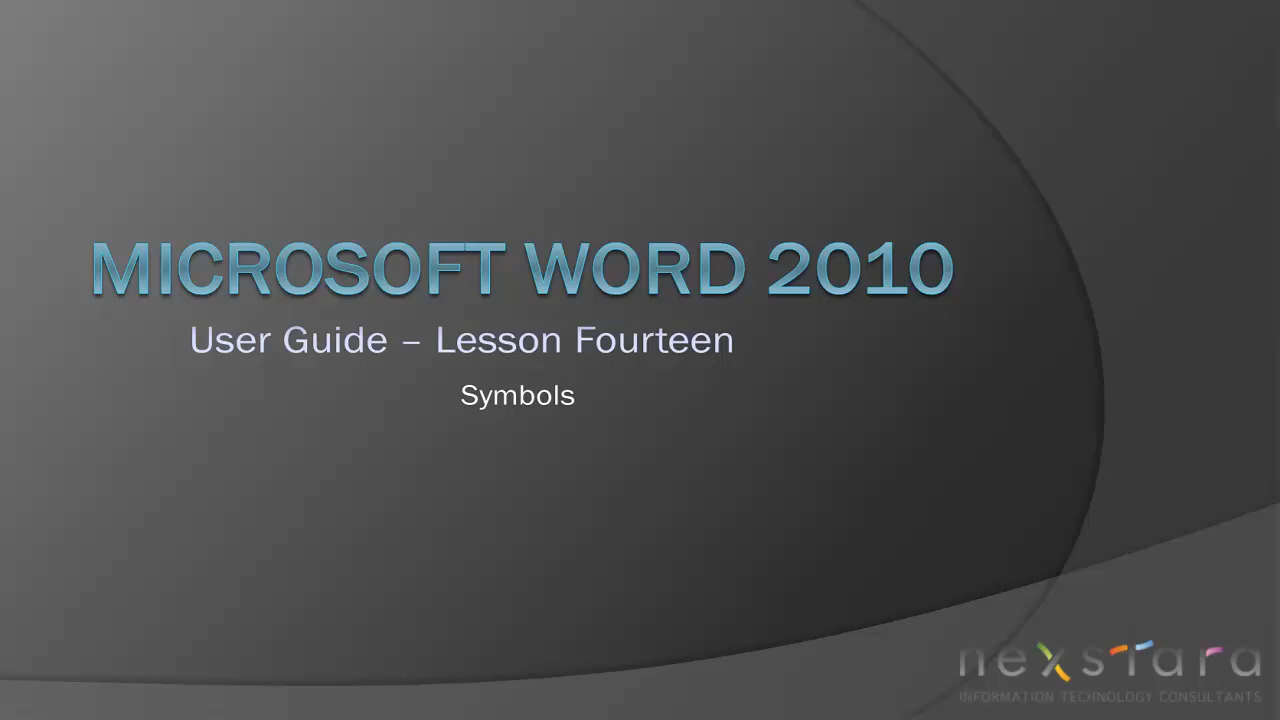 MICROSOFT WORD 2010
User Guide – Lesson Fourteen
Symbols
nexstara
INFORMATION TECHNOLOGY CONSULTANTS